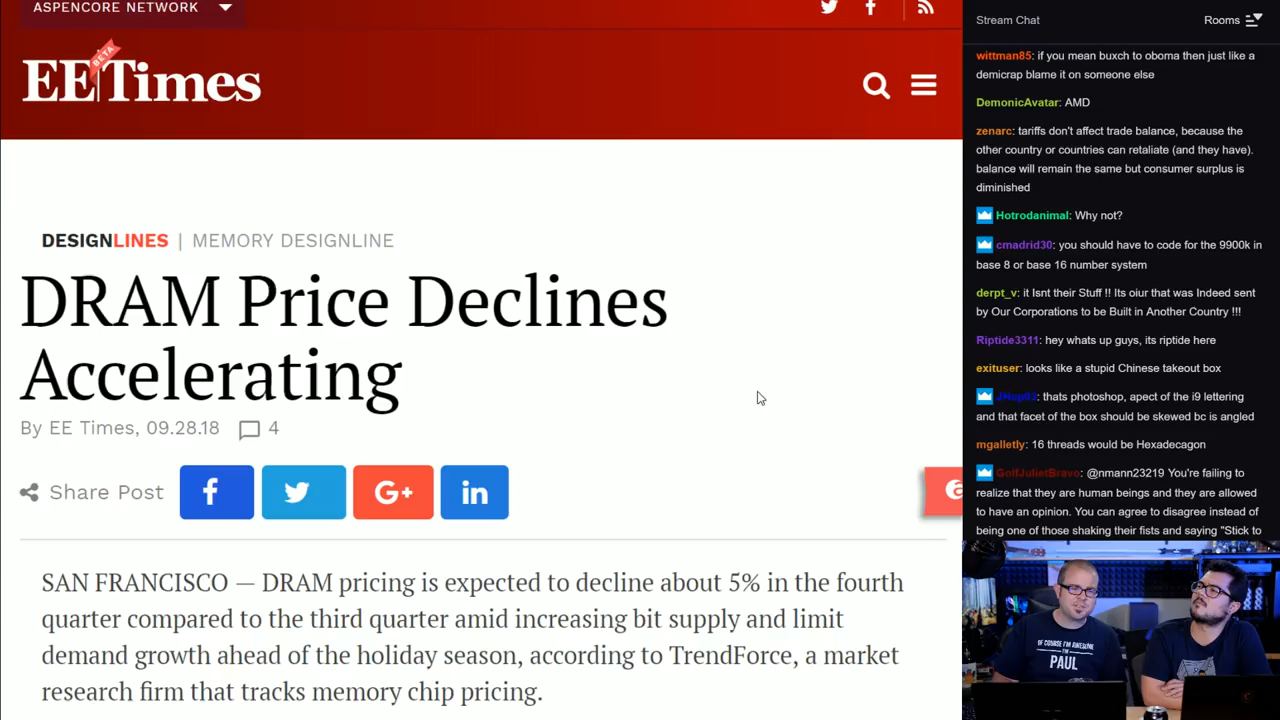 ASPENCORE NETWORK
EETimes
BETA
DESIGNLINES | MEMORY DESIGNLINE
DRAM Price Declines
Accelerating
By EE Times, 09.28.18 4
Share Post
f
G+
in
SAN FRANCISCO — DRAM pricing is expected to decline about 5% in the fourth
quarter compared to the third quarter amid increasing bit supply and limit
demand growth ahead of the holiday season, according to TrendForce, a market
research firm that tracks memory chip pricing.
Stream Chat Rooms
wittman85: if you mean buxch to oboma then just like a
demicrap blame it on someone else
DemonicAvatar: AMD
zenarc: tariffs don't affect trade balance, because the
other country or countries can retaliate (and they have).
balance will remain the same but consumer surplus is
diminished
Hotrodanimal: Why not?
cmadrid30: you should have to code for the 9900k in
base 8 or base 16 number system
derpt_v: it Isnt their Stuff !! Its oiur that was Indeed sent
by Our Corporations to be Built in Another Country !!!
Riptide3311: hey whats up guys, its riptide here
exituser: looks like a stupid Chinese takeout box
thats photoshop, apect of the i9 lettering
and that facet of the box should be skewed bc is angled
mgalletly: 16 threads would be Hexadecagon
GolfJulietBravo: @nmann23219 You're failing to
realize that they are human beings and they are allowed
to have an opinion. You can agree to disagree instead of
being one of those shaking their fists and saying "Stick to
OF COURSE I'M AWESOME
I'M
PAUL